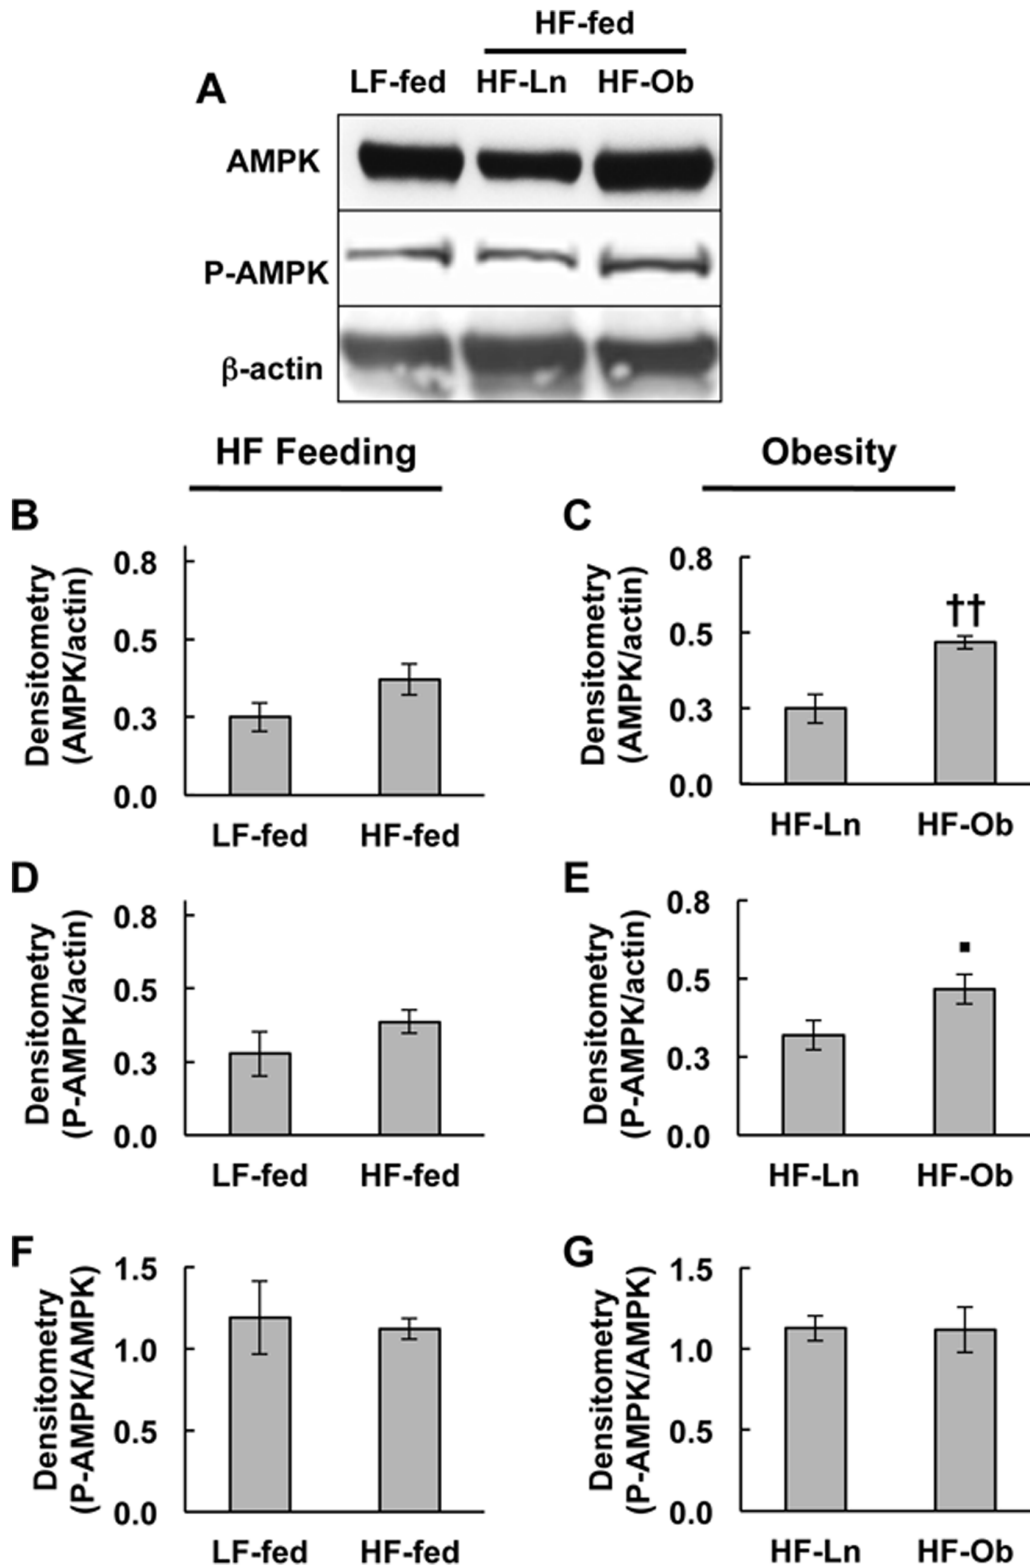 HF-fed
A
LF-fed HF-Ln HF-Ob
AMPK
P-AMPK
β-actin
HF Feeding
Obesity
B
Densitometry
(AMPK/actin)
0.8
0.5
0.3
0.0
LF-fed HF-fed
C
Densitometry
(AMPK/actin)
0.8
0.5
0.3
0.0
††
HF-Ln HF-Ob
D
Densitometry
(P-AMPK/actin)
0.8
0.5
0.3
0.0
LF-fed HF-fed
E
Densitometry
(P-AMPK/actin)
0.8
0.5
0.3
0.0
▪
HF-Ln HF-Ob
F
Densitometry
(P-AMPK/AMPK)
1.5
1.0
0.5
0.0
LF-fed HF-fed
G
Densitometry
(P-AMPK/AMPK)
1.5
1.0
0.5
0.0
HF-Ln HF-Ob